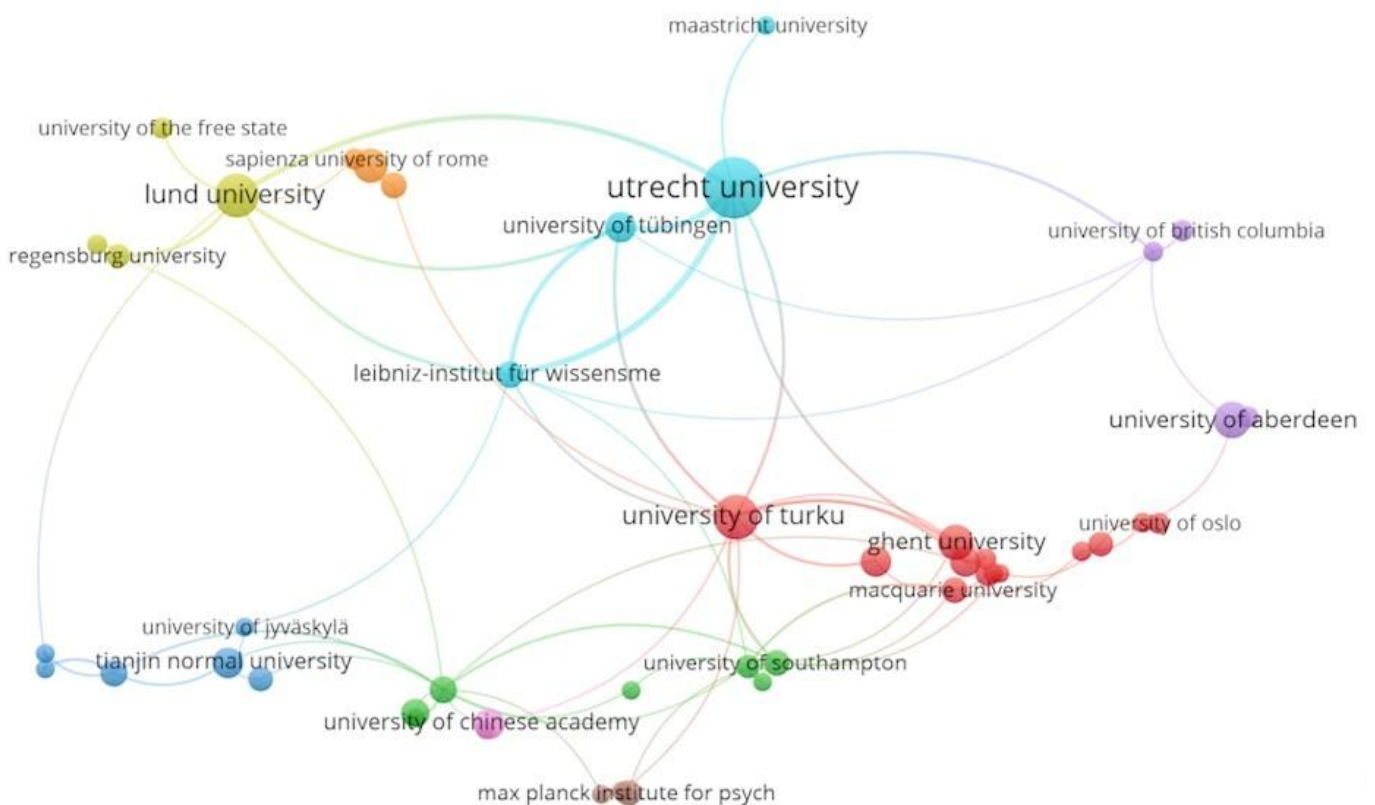 maastricht university
university of the free state
sapienza university of rome
lund university
utrecht university
university of tübingen
university of british columbia
regensburg university
leibniz-institut für wissensme
university of aberdeen
university of turku
university of oslo
ghent university
macquarie university
university of jyväskylä
tianjin normal university
university of southampton
university of chinese academy
max planck institute for psych